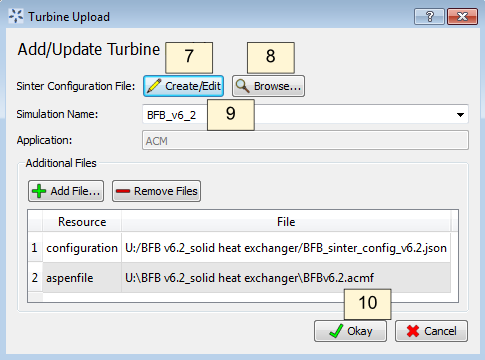 Turbine Upload
Add/Update Turbine
7
8
Sinter Configuration File: Create/Edit Browse...
Simulation Name: BFB_v6_2 9
Application: ACM
Additional Files
Add File... Remove Files
Resource File
1 configuration U:/BFB v6.2_solid heat exchanger/BFB_sinter_config_v6.2.json
2 aspenfile U:\BFB v6.2_solid heat exchanger\BFBv6.2.acmf
10
Okay Cancel